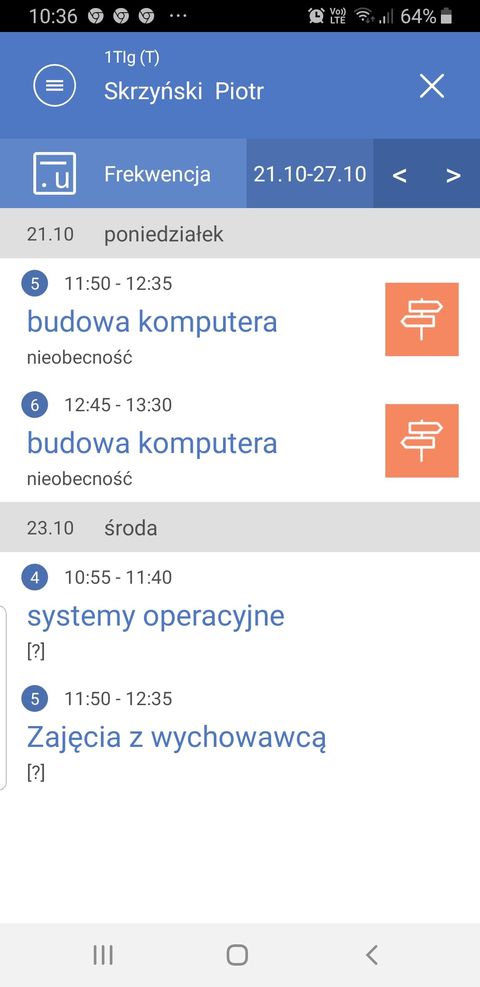 10:36 Vo)) LTE 64%
1TIg (T)
Skrzyński Piotr
.u Frekwencja 21.10-27.10 < >
21.10 poniedziałek
5 11:50 - 12:35
budowa komputera
nieobecność
6 12:45 - 13:30
budowa komputera
nieobecność
23.10 środa
4 10:55 - 11:40
systemy operacyjne
[?]
5 11:50 - 12:35
Zajęcia z wychowawcą
[?]